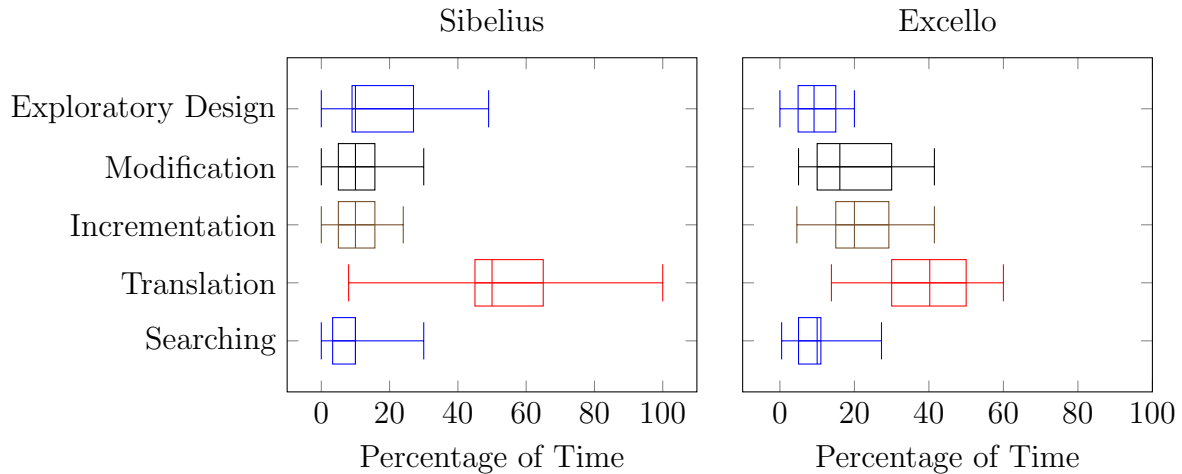 Sibelius
Excello
Exploratory Design
Modification
Incrementation
Translation
Searching
0 20 40 60 80 100
0 20 40 60 80 100
Percentage of Time
Percentage of Time